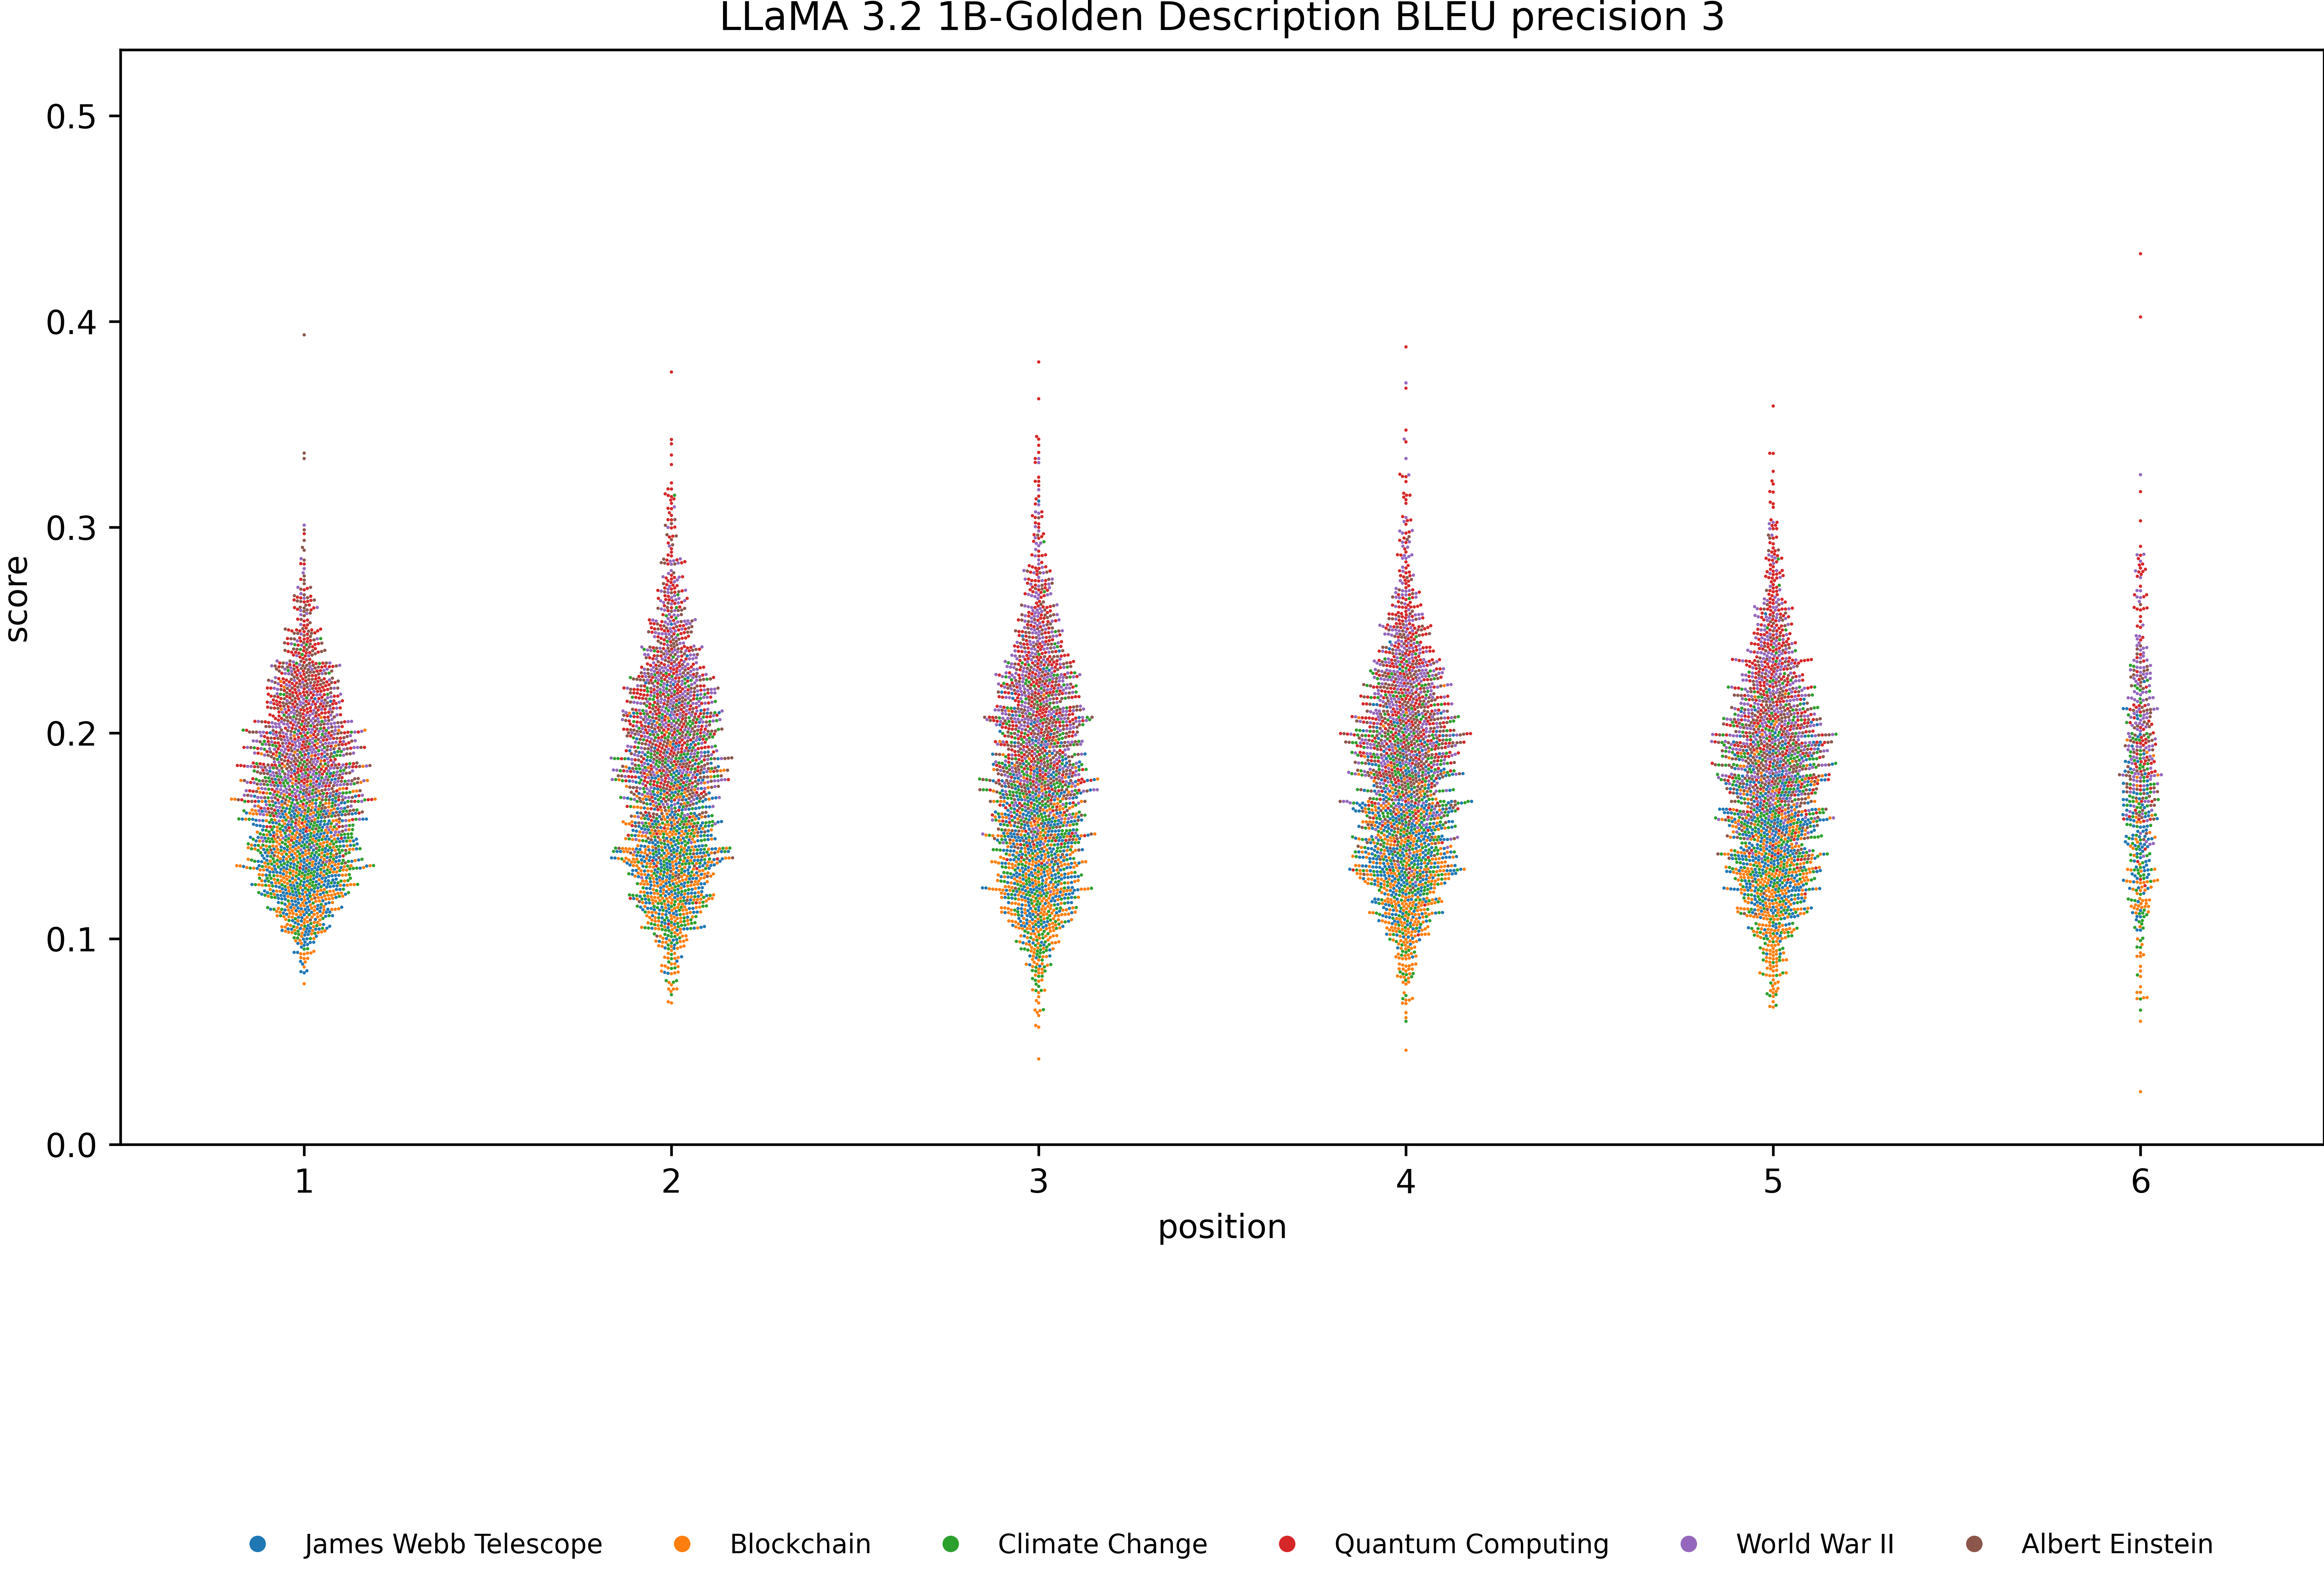 LLaMA 3.2 1B-Golden Description BLEU precision 3
0.5
0.4
0.3
0.2
0.1
0.0
score
1 2 3 4 5 6
position
James Webb Telescope Blockchain Climate Change Quantum Computing World War II Albert Einstein